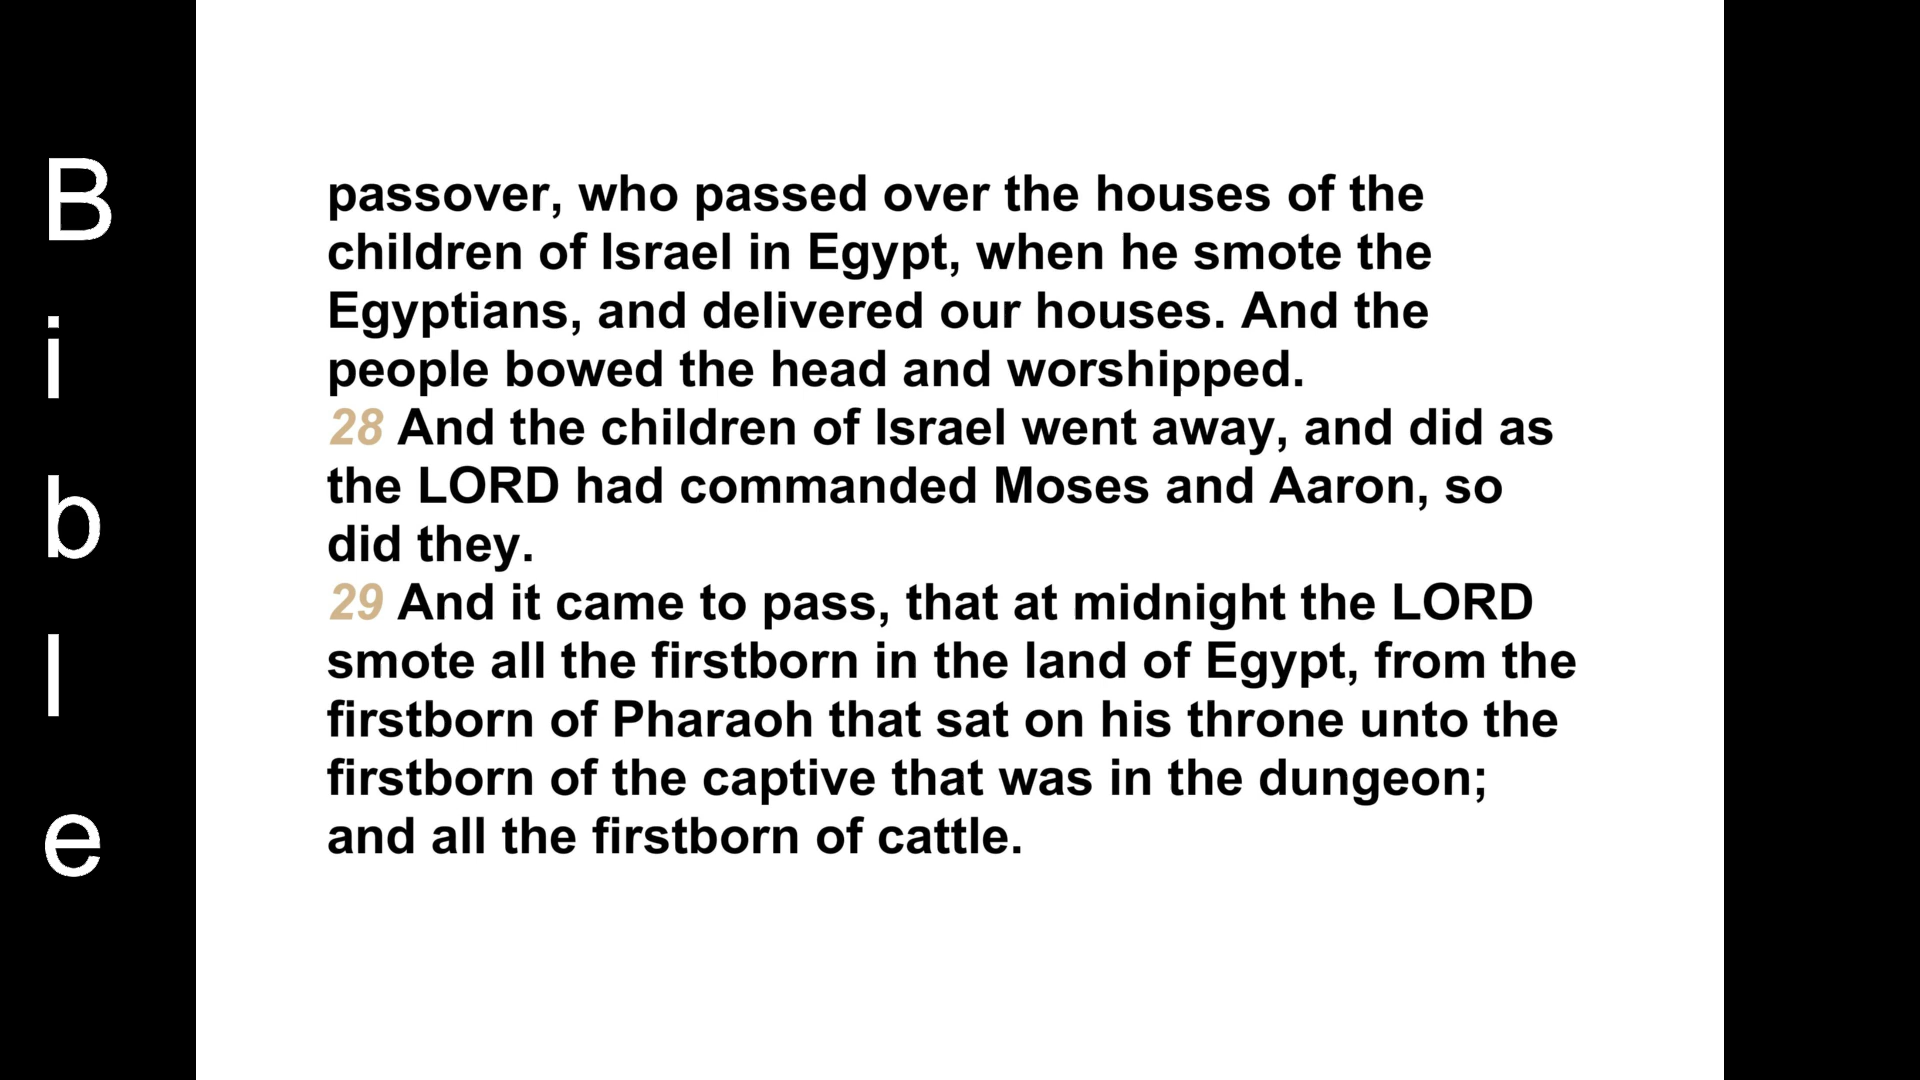 Bible
passover, who passed over the houses of the
children of Israel in Egypt, when he smote the
Egyptians, and delivered our houses. And the
people bowed the head and worshipped.
28 And the children of Israel went away, and did as
the LORD had commanded Moses and Aaron, so
did they.
29 And it came to pass, that at midnight the LORD
smote all the firstborn in the land of Egypt, from the
firstborn of Pharaoh that sat on his throne unto the
firstborn of the captive that was in the dungeon;
and all the firstborn of cattle.